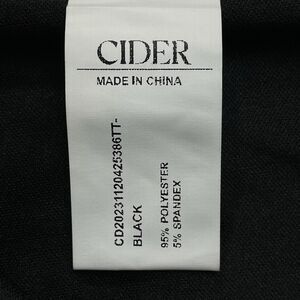 CIDER
MADE IN CHINA
CD20231120425386TT-
BLACK
95% POLYESTER
5% SPANDEX